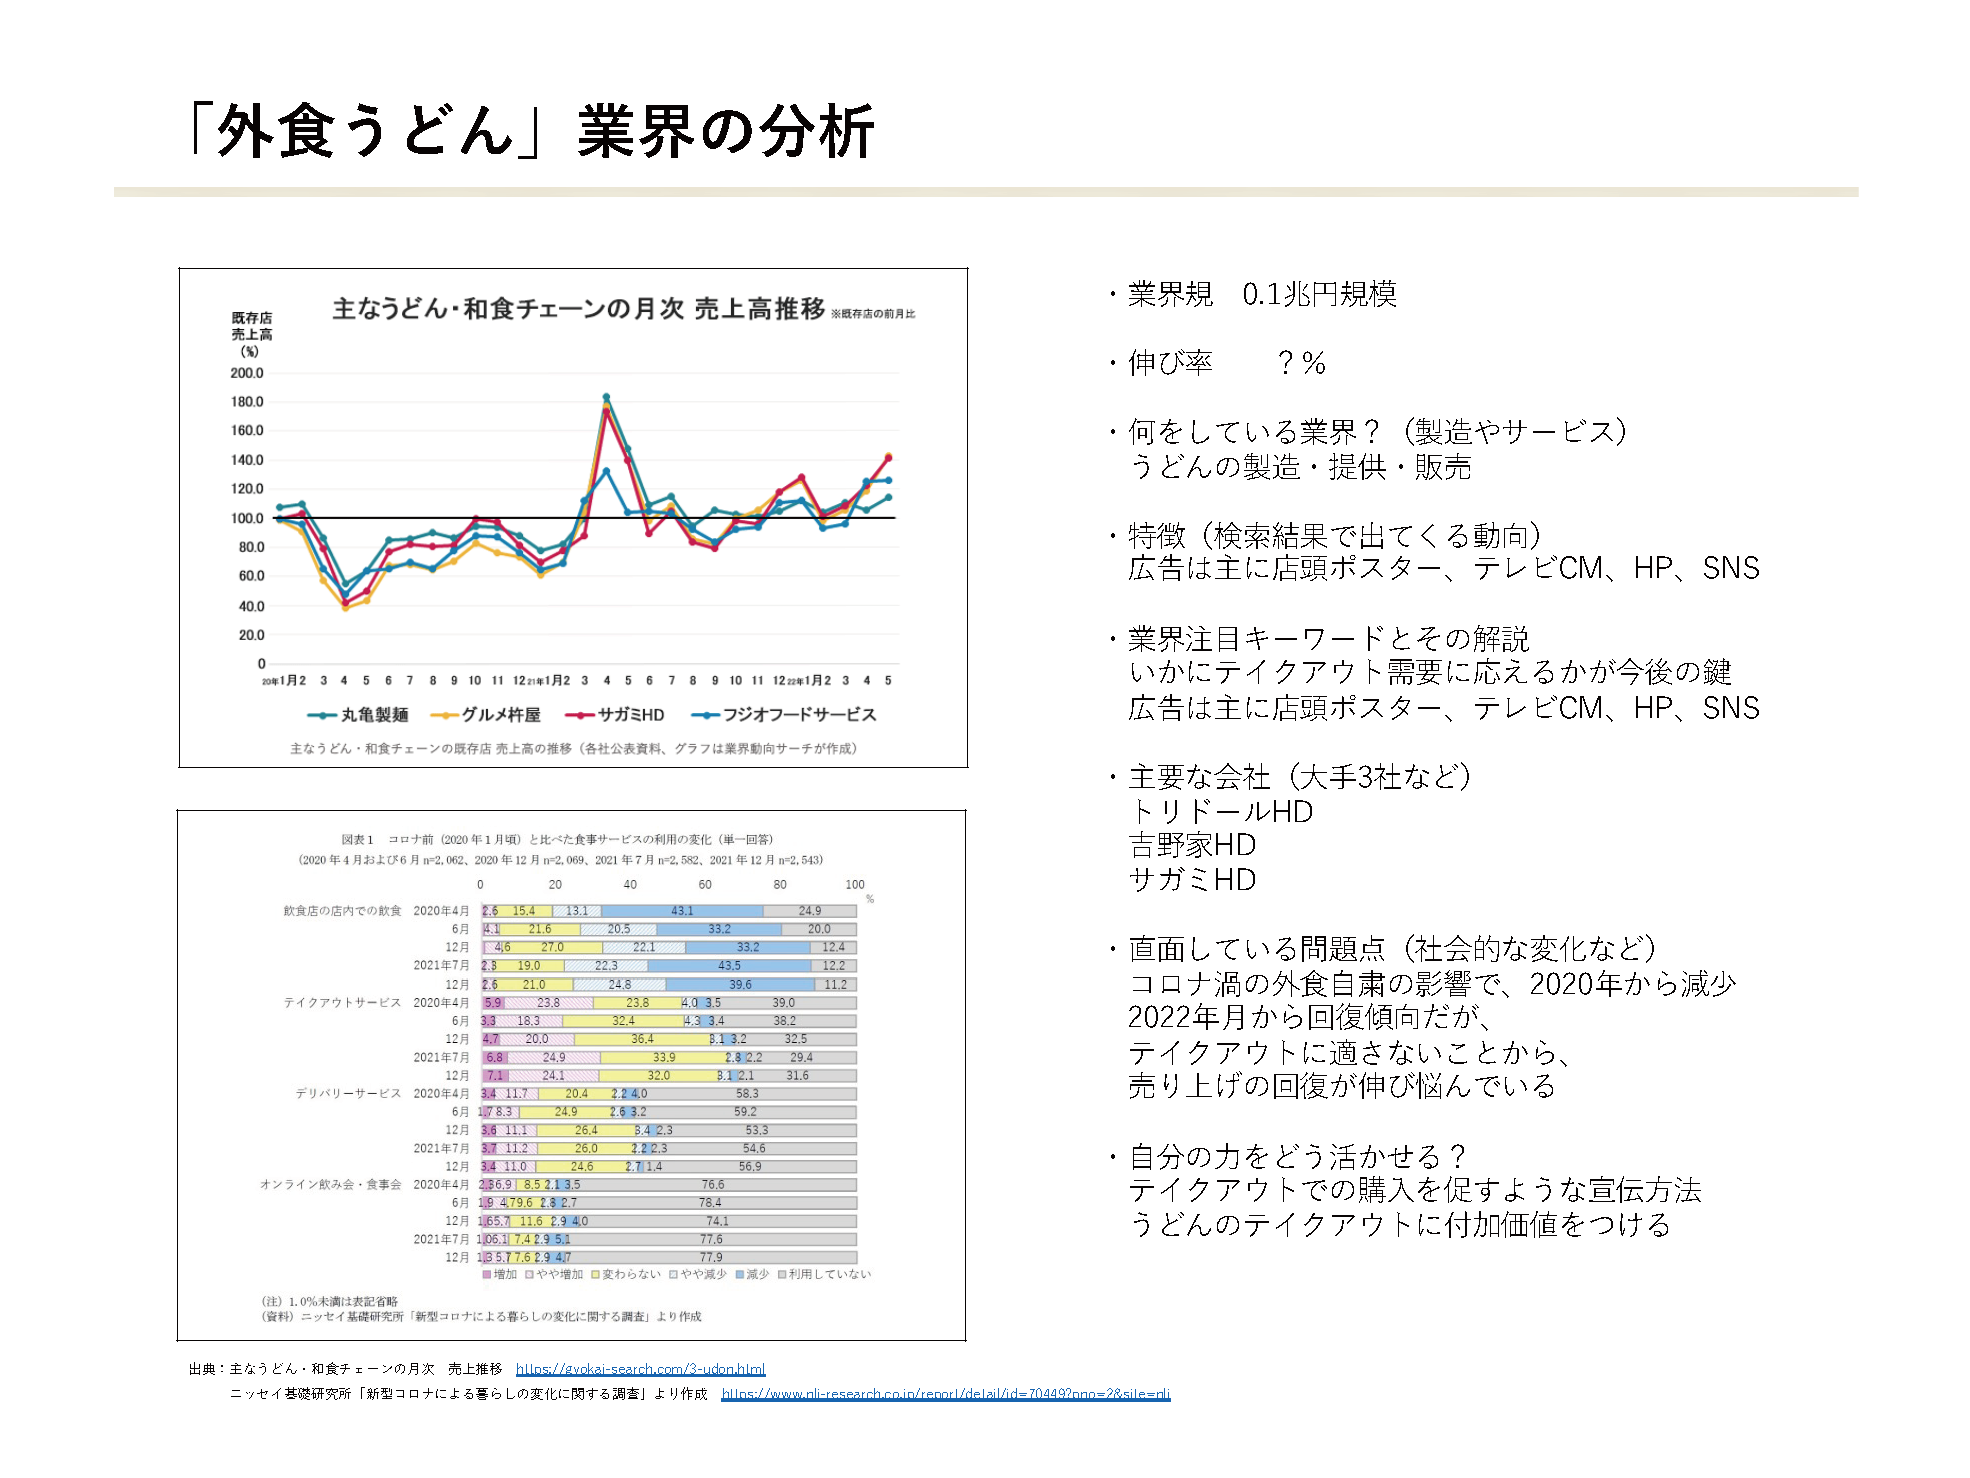 「外食うどん」業界の分析
主なうどん・和食チェーンの月次 売上高推移 ※既存店の前月比
既存店
売上高
(%)
200.0
180.0
160.0
140.0
120.0
100.0
80.0
60.0
40.0
20.0
0
20年1月 2 3 4 5 6 7 8 9 10 11 12 21年1月 2 3 4 5 6 7 8 9 10 11 12 22年1月 2 3 4 5
丸亀製麺 グルメ杵屋 サガミHD フジオフードサービス
主なうどん・和食チェーンの既存店 売上高の推移（各社公表資料、グラフは業界動向サーチが作成）
図表１ コロナ前（2020年１月頃）と比べた食事サービスの利用の変化（単一回答）
（2020年４月および６月 n=2,062、2020年12月 n=2,069、2021年７月 n=2,582、2021年12月 n=2,543）
0 20 40 60 80 100
%
飲食店の店内での飲食 2020年4月 2.6 15.4 13.1 43.1 24.9
6月 4.1 21.6 20.5 33.2 20.0
12月 4.6 27.0 22.1 33.2 12.4
2021年7月 2.3 19.0 22.3 43.5 12.2
12月 2.6 21.0 24.8 39.6 11.2
テイクアウトサービス 2020年4月 5.9 23.8 23.8 4.0 3.5 39.0
6月 3.3 18.3 32.4 4.3 3.4 38.2
12月 4.7 20.0 36.4 3.1 3.2 32.5
2021年7月 6.8 24.9 33.9 2.8 2.2 29.4
12月 7.1 24.1 32.0 3.1 2.1 31.6
デリバリーサービス 2020年4月 3.4 11.7 20.4 2.2 4.0 58.3
6月 1.7 8.3 24.9 2.6 3.2 59.2
12月 3.6 11.1 26.4 3.4 2.3 53.3
2021年7月 3.7 11.2 26.0 2.2 2.3 54.6
12月 3.4 11.0 24.6 2.7 1.4 56.9
オンライン飲み会・食事会 2020年4月 2.3 6.9 8.5 2.1 3.5 76.6
6月 1.9 4.7 9.6 2.8 2.7 78.4
12月 1.6 5.7 11.6 2.9 4.0 74.1
2021年7月 1.0 6.1 7.4 2.9 5.1 77.6
12月 1.3 5.7 7.6 2.9 4.7 77.9
増加 やや増加 変わらない やや減少 減少 利用していない
（注）1.0％未満は表記省略
（資料）ニッセイ基礎研究所「新型コロナによる暮らしの変化に関する調査」より作成
出典：主なうどん・和食チェーンの月次 売上推移 https://gyokai-search.com/3-udon.html
ニッセイ基礎研究所「新型コロナによる暮らしの変化に関する調査」より作成 https://www.nli-research.co.jp/report/detail/id=70449?pno=2&site=nli
・業界規 0.1兆円規模
・伸び率 ？％
・何をしている業界？（製造やサービス）
うどんの製造・提供・販売
・特徴（検索結果で出てくる動向）
広告は主に店頭ポスター、テレビCM、HP、SNS
・業界注目キーワードとその解説
いかにテイクアウト需要に応えるかが今後の鍵
広告は主に店頭ポスター、テレビCM、HP、SNS
・主要な会社（大手3社など）
トリドールHD
吉野家HD
サガミHD
・直面している問題点（社会的な変化など）
コロナ渦の外食自粛の影響で、2020年から減少
2022年月から回復傾向だが、
テイクアウトに適さないことから、
売り上げの回復が伸び悩んでいる
・自分の力をどう活かせる？
テイクアウトでの購入を促すような宣伝方法
うどんのテイクアウトに付加価値をつける